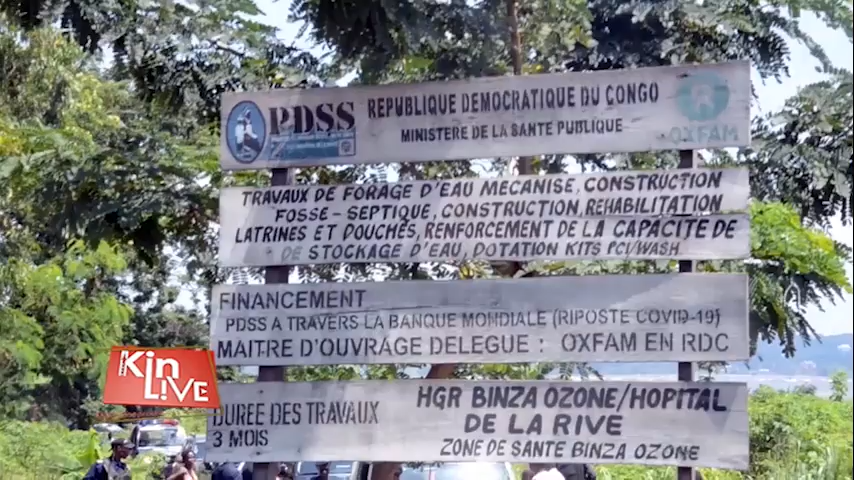 PDSS
REPUBLIQUE DEMOCRATIQUE DU CONGO
MINISTERE DE LA SANTE PUBLIQUE
OXFAM
TRAVAUX DE FORAGE D'EAU MECANISE, CONSTRUCTION
FOSSE-SEPTIQUE, CONSTRUCTION, REHABILITATION
LATRINES ET DOUCHES, RENFORCEMENT DE LA CAPACITE DE
DE STOCKAGE D'EAU, DOTATION KITS PCI/WASH
FINANCEMENT
PDSS A TRAVERS LA BANQUE MONDIALE (RIPOSTE COVID-19)
MAITRE D'OUVRAGE DELEGUE : OXFAM EN RDC
Kin
LIVE
DUREE DES TRAVAUX
3 MOIS
HGR BINZA OZONE/HOPITAL
DE LA RIVE
ZONE DE SANTE BINZA OZONE